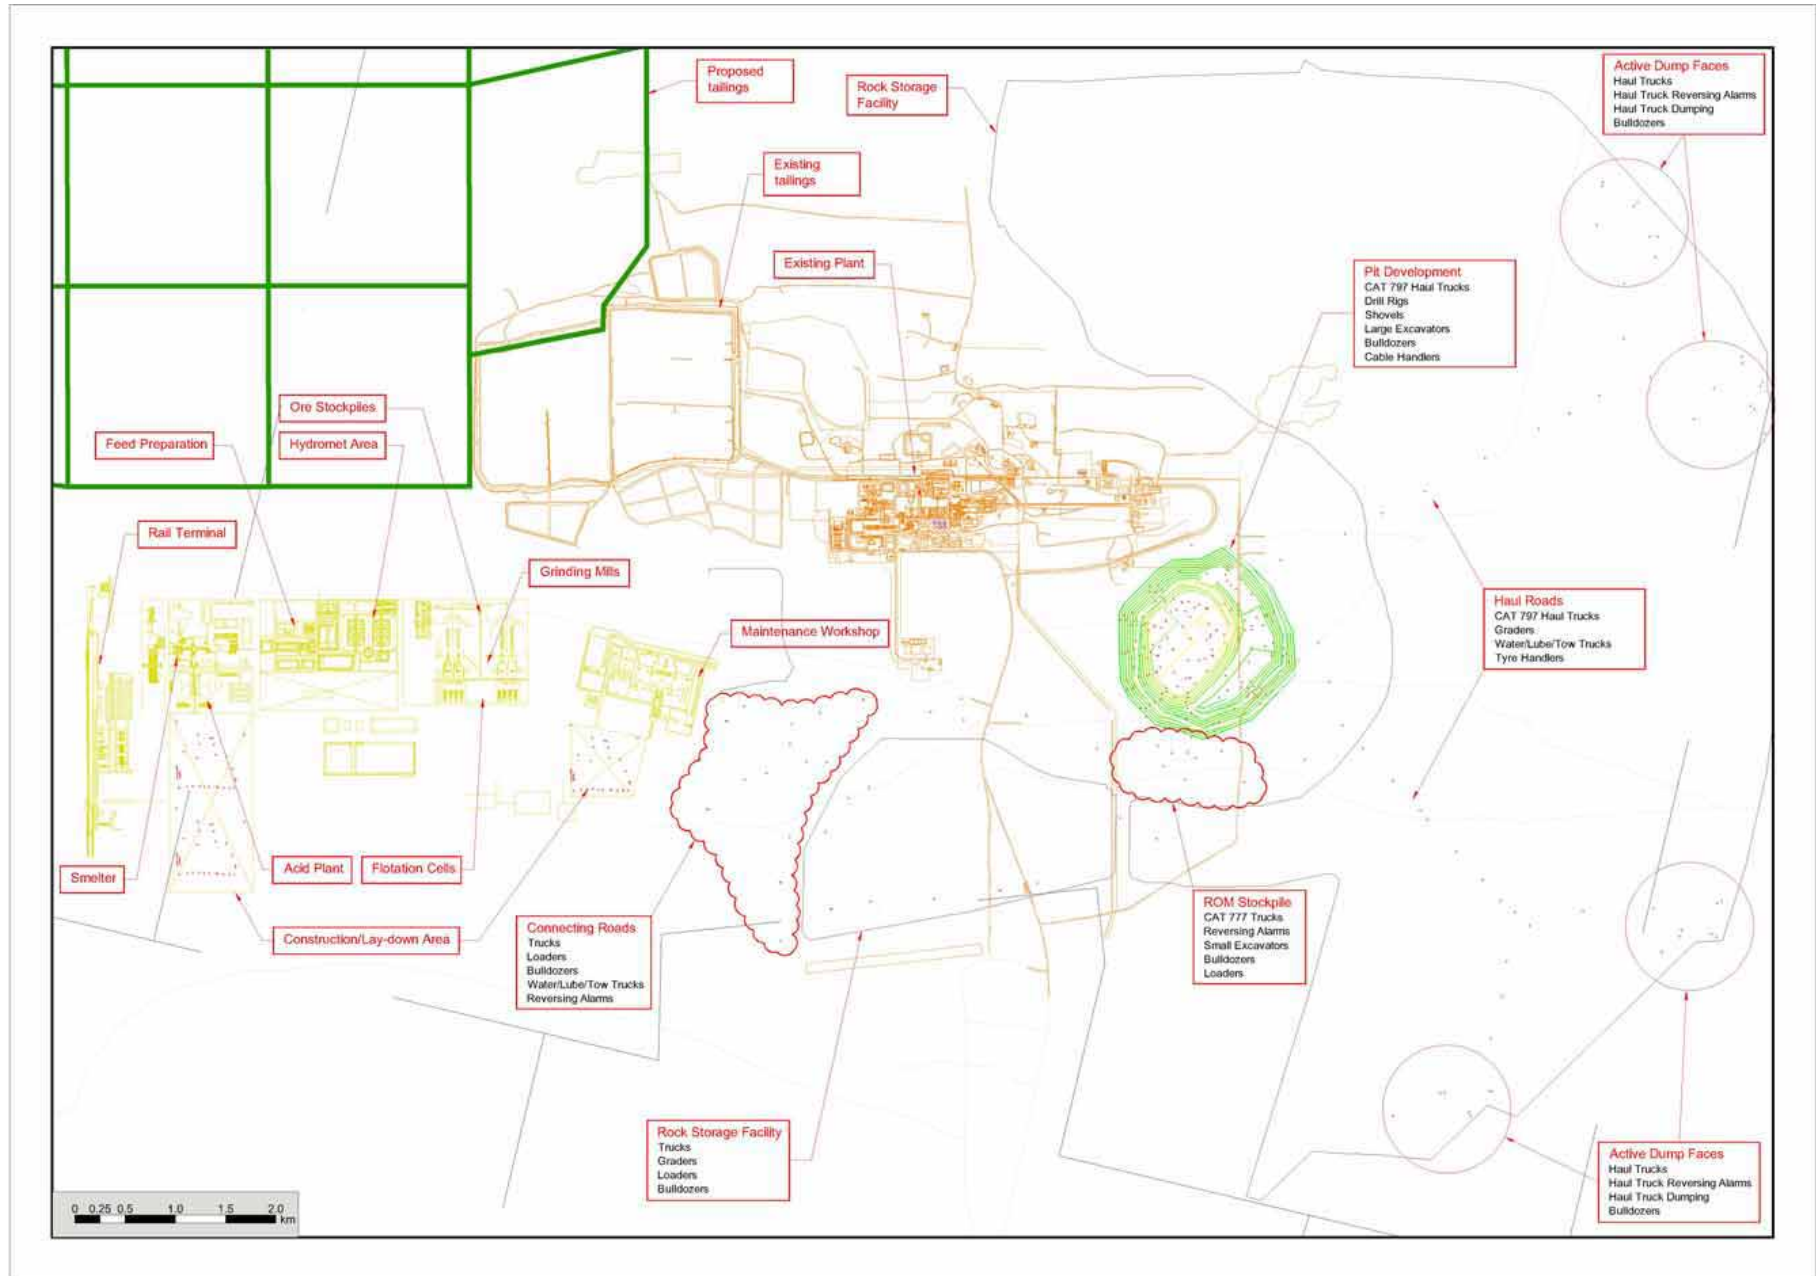 Proposed
tailings
Rock Storage
Facility
Active Dump Faces
Haul Trucks
Haul Truck Reversing Alarms
Haul Truck Dumping
Bulldozers
Existing
tailings
Existing Plant
Pit Development
CAT 797 Haul Trucks
Drill Rigs
Shovels
Large Excavators
Bulldozers
Cable Handlers
Ore Stockpiles
Feed Preparation
Hydromet Area
Rail Terminal
Grinding Mills
Maintenance Workshop
Haul Roads
CAT 797 Haul Trucks
Graders
Water/Lube/Tow Trucks
Tyre Handlers
Smelter
Acid Plant
Flotation Cells
Construction/Lay-down Area
Connecting Roads
Trucks
Loaders
Bulldozers
Water/Lube/Tow Trucks
Reversing Alarms
ROM Stockpile
CAT 777 Trucks
Reversing Alarms
Small Excavators
Bulldozers
Loaders
Rock Storage Facility
Trucks
Graders
Loaders
Bulldozers
Active Dump Faces
Haul Trucks
Haul Truck Reversing Alarms
Haul Truck Dumping
Bulldozers
0 0.25 0.5 1.0 1.5 2.0
km